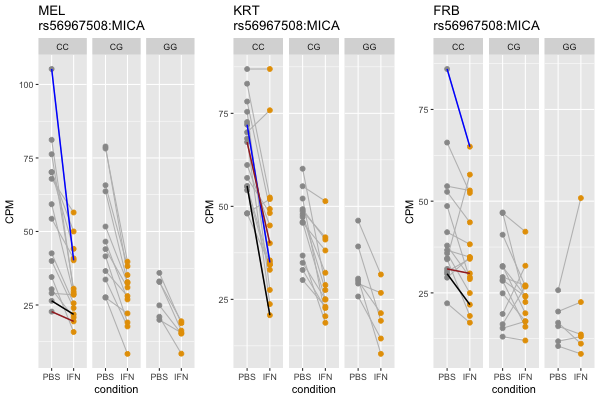 MEL
rs56967508:MICA
CC CG GG
100
75
50
25
CPM
PBS IFN PBS IFN PBS IFN
condition
KRT
rs56967508:MICA
CC CG GG
75
50
25
CPM
PBS IFN PBS IFN PBS IFN
condition
FRB
rs56967508:MICA
CC CG GG
75
50
25
CPM
PBS IFN PBS IFN PBS IFN
condition